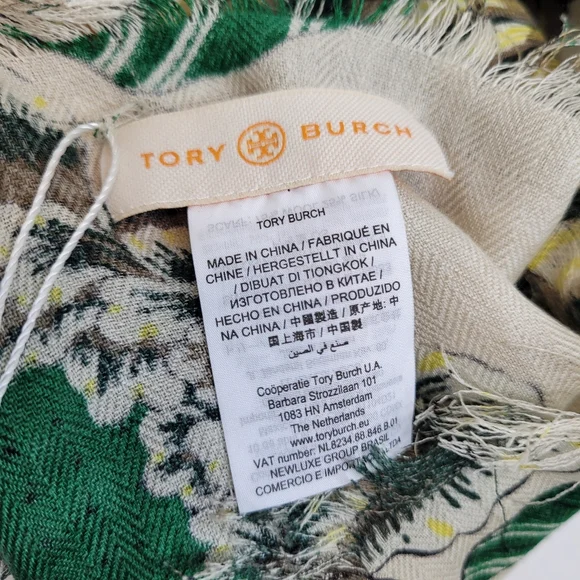 TORY BURCH
TORY BURCH
MADE IN CHINA / FABRIQUÉ EN
CHINE / HERGESTELLT IN CHINA
/ DIBUAT DI TIONGKOK /
ИЗГОТОВЛЕНО В КИТАЕ /
HECHO EN CHINA / PRODUZIDO
NA CHINA / 中國製造 / 原产地: 中
国上海市 / 中国製
صنع في الصين
Coöperatie Tory Burch U.A.
Barbara Strozzilaan 101
1083 HN Amsterdam
The Netherlands
www.toryburch.eu
VAT number: NL8234.88.846.B.01
NEWLUXE GROUP BRASIL
COMERCIO E IMPORTACAO LTDA